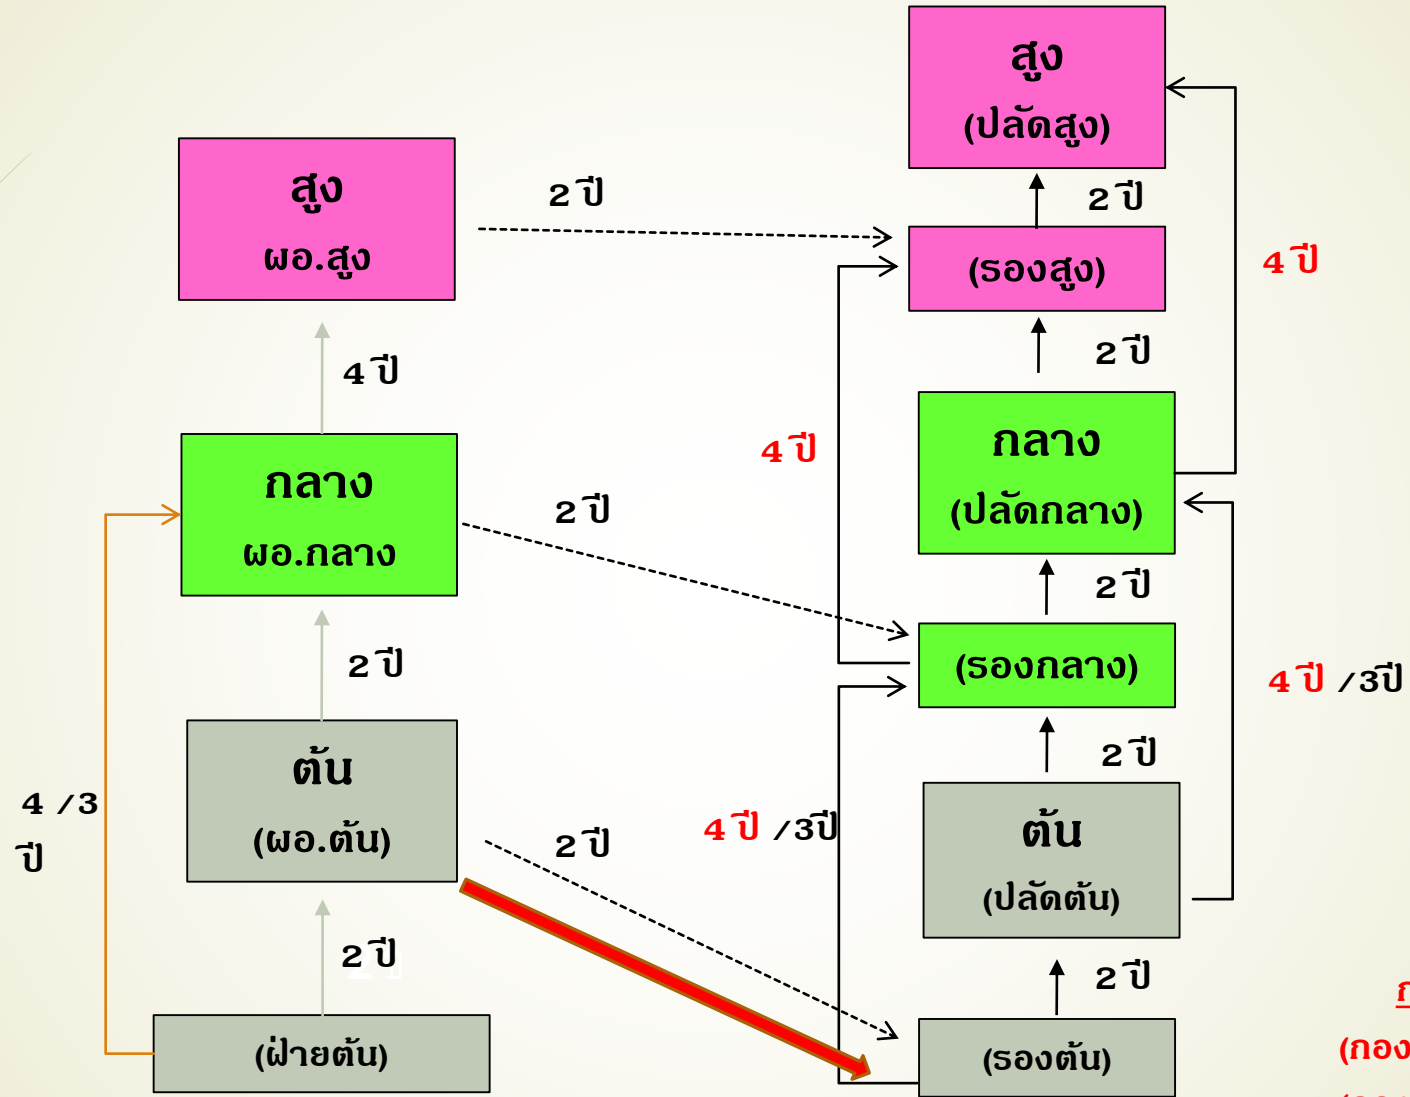 สูง
(ปลัดสูง)
สูง
ผอ.สูง
2 ปี
2 ปี
(รองสูง)
4 ปี
4 ปี
2 ปี
กลาง
ผอ.กลาง
4 ปี
กลาง
(ปลัดกลาง)
2 ปี
2 ปี
(รองกลาง)
2 ปี
4 ปี /3ปี
ต้น
(ผอ.ต้น)
2 ปี
4 /3
ปี
2 ปี
4 ปี /3ปี
ต้น
(ปลัดต้น)
2 ปี
2 ปี
(ฝ่ายต้น)
(รองต้น)
(กอง